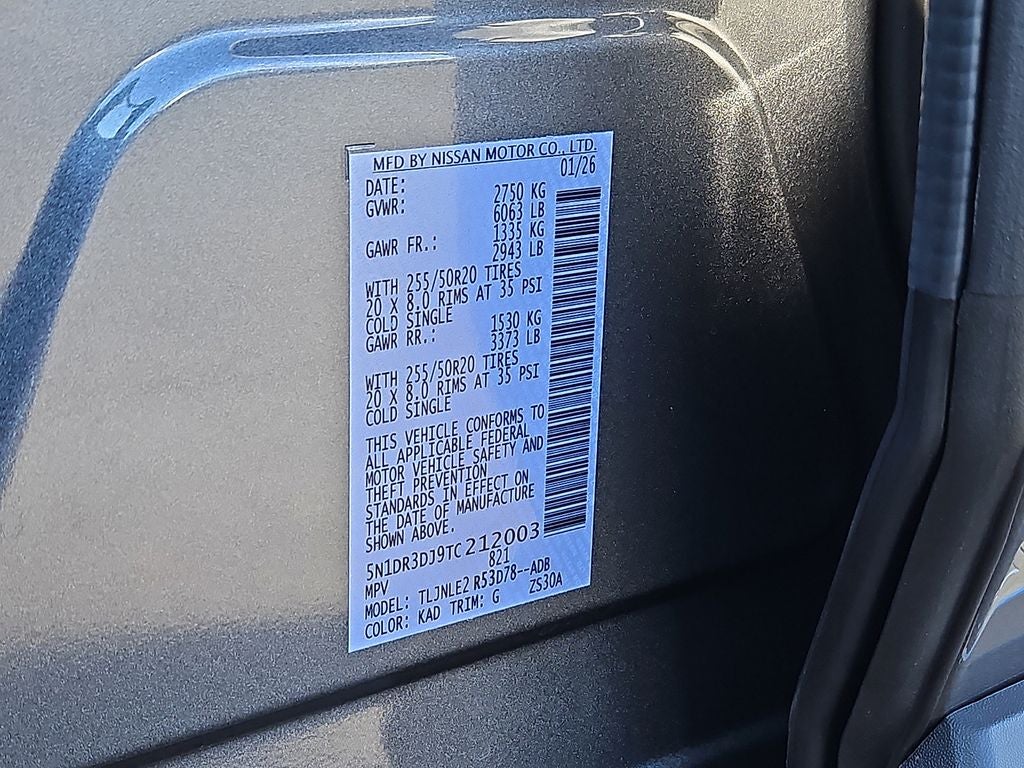 MFD BY NISSAN MOTOR CO., LTD.
DATE: 01/26
GVWR: 2750 KG
6063 LB
GAWR FR.: 1335 KG
2943 LB
WITH 255/50R20 TIRES
20 X 8.0 RIMS AT 35 PSI
COLD SINGLE
GAWR RR.: 1530 KG
3373 LB
WITH 255/50R20 TIRES
20 X 8.0 RIMS AT 35 PSI
COLD SINGLE
THIS VEHICLE CONFORMS TO
ALL APPLICABLE FEDERAL
MOTOR VEHICLE SAFETY AND
THEFT PREVENTION
STANDARDS IN EFFECT ON
THE DATE OF MANUFACTURE
SHOWN ABOVE.
5N1DR3DJ9TC212003
MPV 821
MODEL: TLJNLE2 R53D78--ADB
COLOR: KAD TRIM: G ZS30A